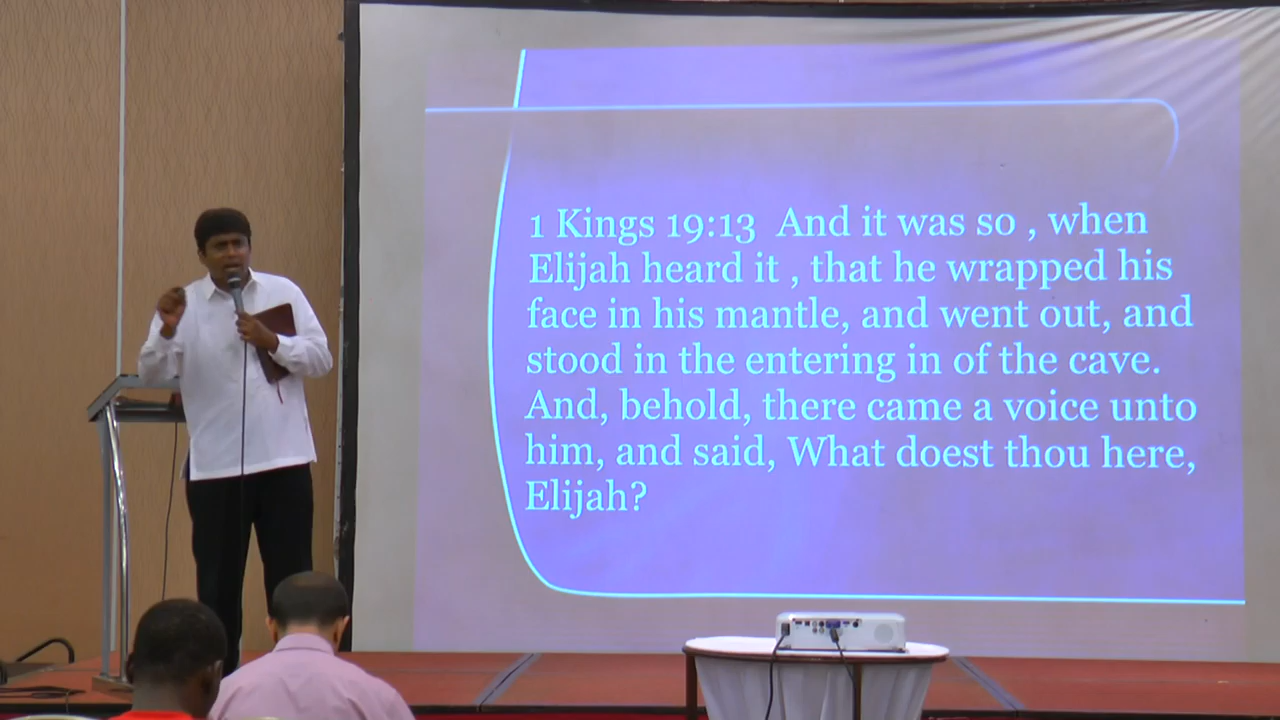 1 Kings 19:13 And it was so , when
Elijah heard it , that he wrapped his
face in his mantle, and went out, and
stood in the entering in of the cave.
And, behold, there came a voice unto
him, and said, What doest thou here,
Elijah?